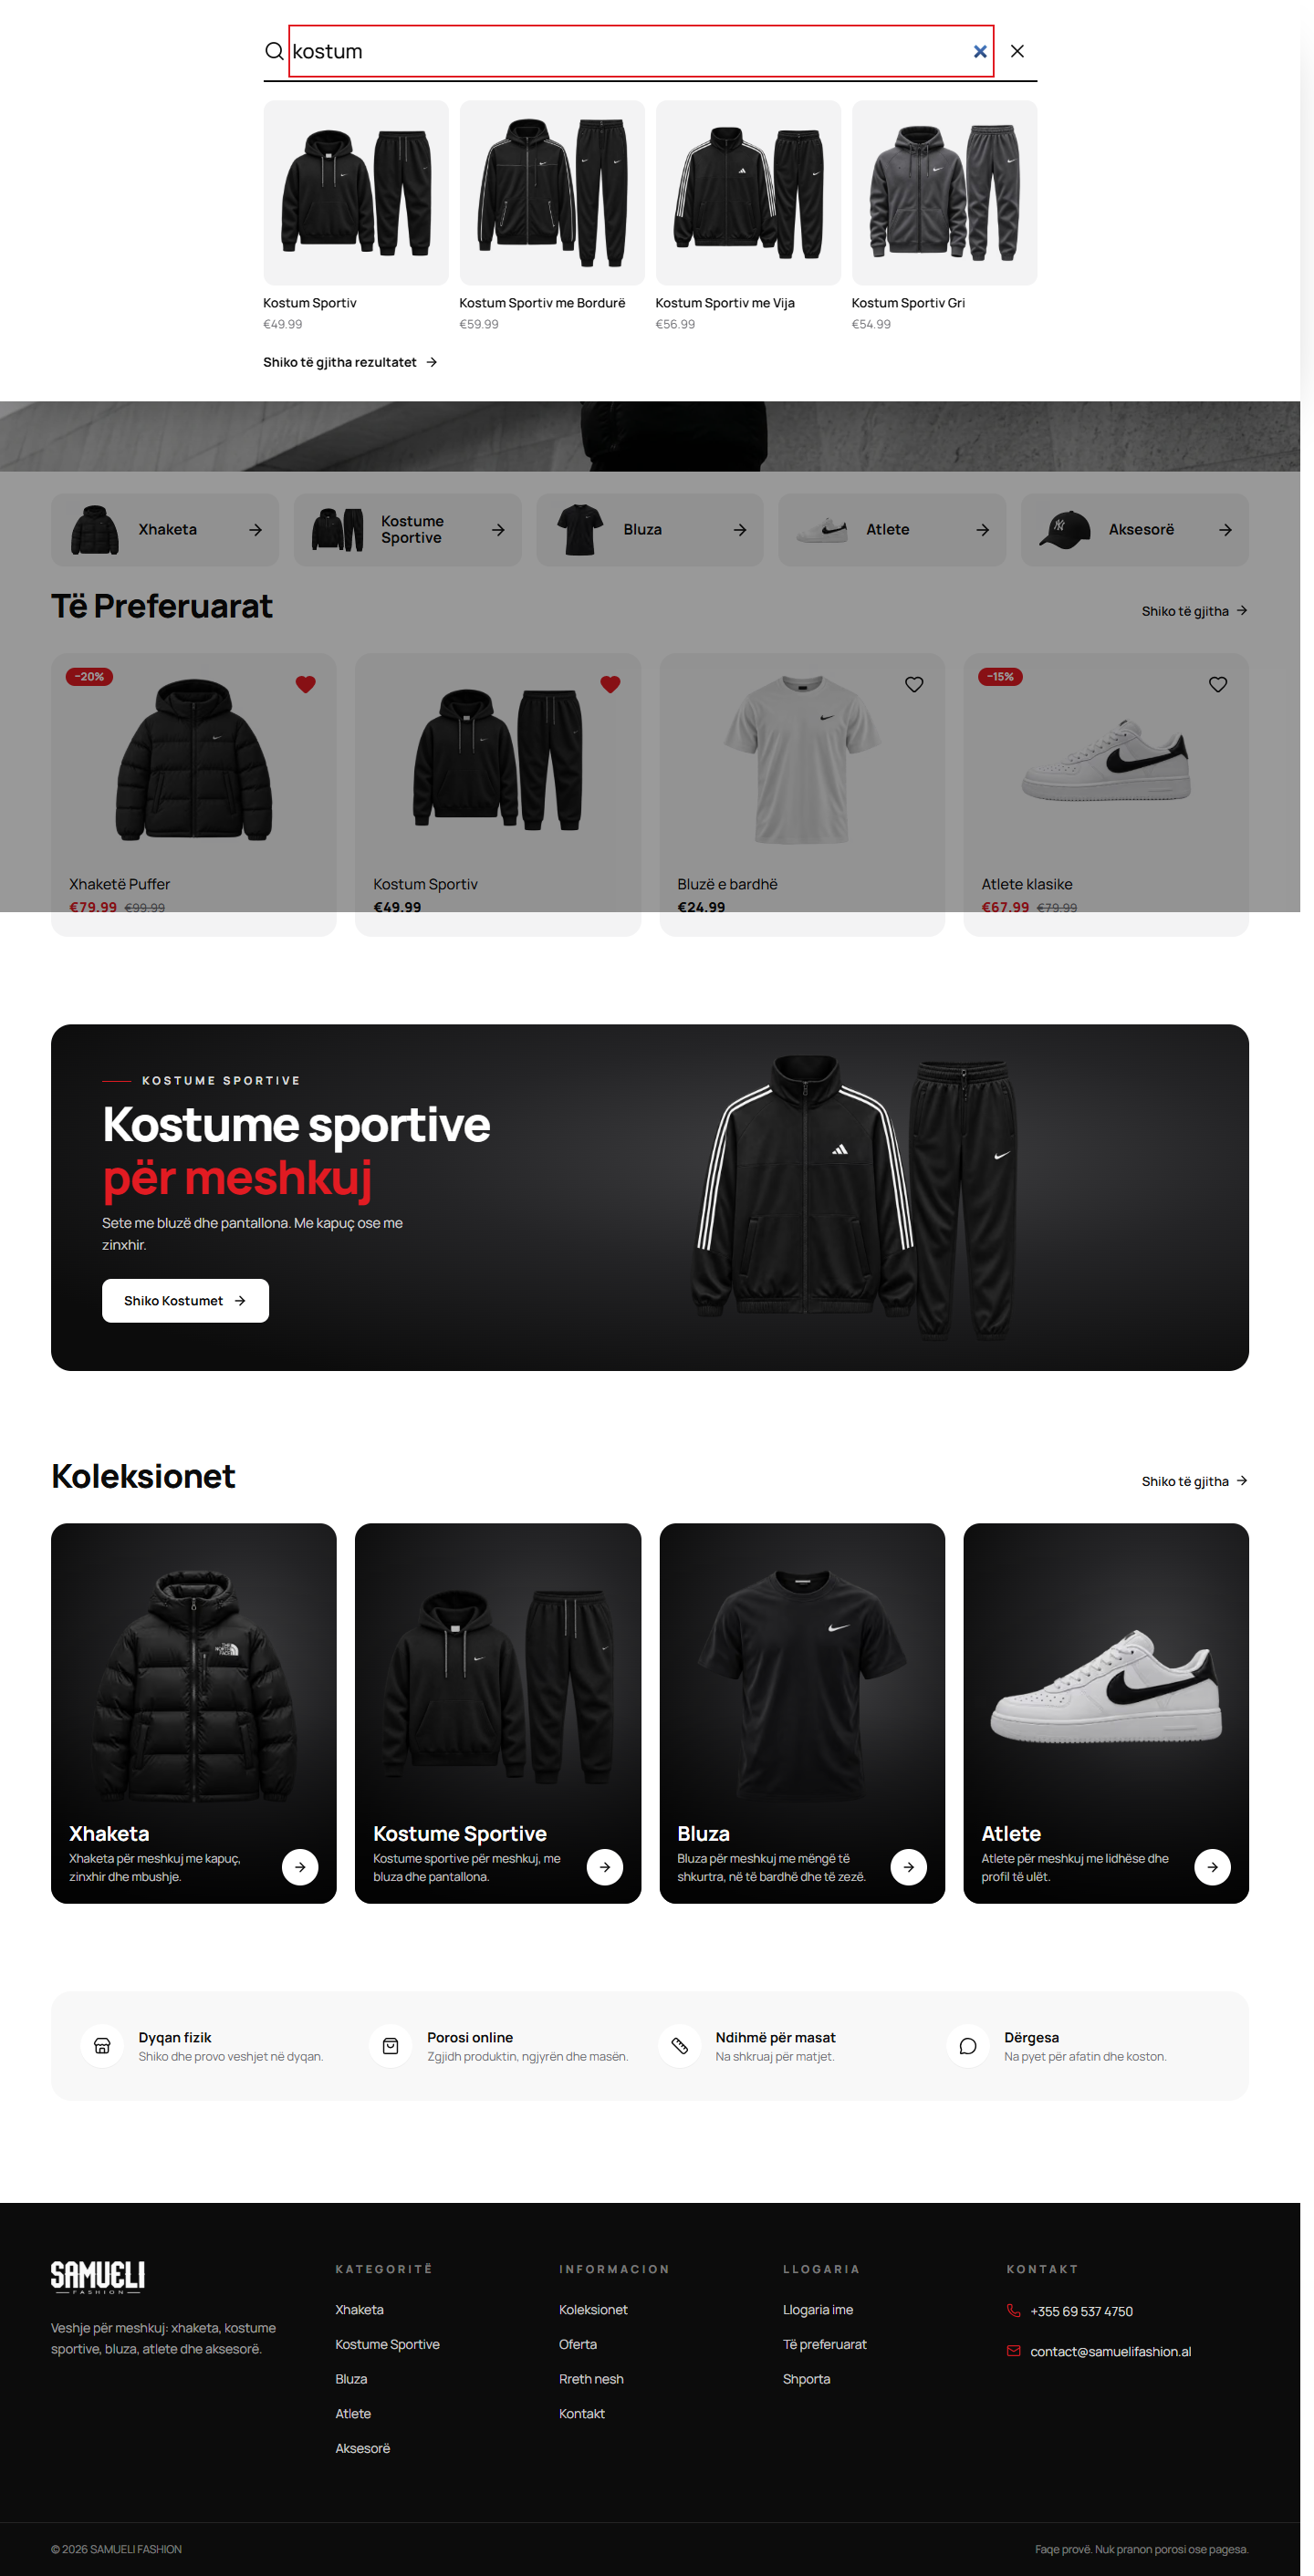 kostum
Kostum Sportiv
€49.99
Kostum Sportiv me Bordurë
€59.99
Kostum Sportiv me Vija
€56.99
Kostum Sportiv Gri
€54.99
Shiko të gjitha rezultatet
Xhaketa
Kostume
Sportive
Bluza
Atlete
Aksesorë
Të Preferuarat
Shiko të gjitha
−20%
Xhaketë Puffer
€79.99 €99.99
Kostum Sportiv
€49.99
Bluzë e bardhë
€24.99
−15%
Atlete klasike
€67.99 €79.99
KOSTUME SPORTIVE
Kostume sportive
për meshkuj
Sete me bluzë dhe pantallona. Me kapuç ose me
zinxhir.
Shiko Kostumet
Koleksionet
Shiko të gjitha
THE
NORTH
FACE
Xhaketa
Xhaketa për meshkuj me kapuç,
zinxhir dhe mbushje.
Kostume Sportive
Kostume sportive për meshkuj, me
bluza dhe pantallona.
Bluza
Bluza për meshkuj me mëngë të
shkurtra, në të bardhë dhe të zezë.
Atlete
Atlete për meshkuj me lidhëse dhe
profil të ulët.
Dyqan fizik
Shiko dhe provo veshjet në dyqan.
Porosi online
Zgjidh produktin, ngjyrën dhe masën.
Ndihmë për masat
Na shkruaj për matjet.
Dërgesa
Na pyet për afatin dhe koston.
SAMUELI
FASHION
Veshje për meshkuj: xhaketa, kostume
sportive, bluza, atlete dhe aksesorë.
KATEGORITË
Xhaketa
Kostume Sportive
Bluza
Atlete
Aksesorë
INFORMACION
Koleksionet
Oferta
Rreth nesh
Kontakt
LLOGARIA
Llogaria ime
Të preferuarat
Shporta
KONTAKT
+355 69 537 4750
contact@samuelifashion.al
© 2026 SAMUELI FASHION
Faqe provë. Nuk pranon porosi ose pagesa.